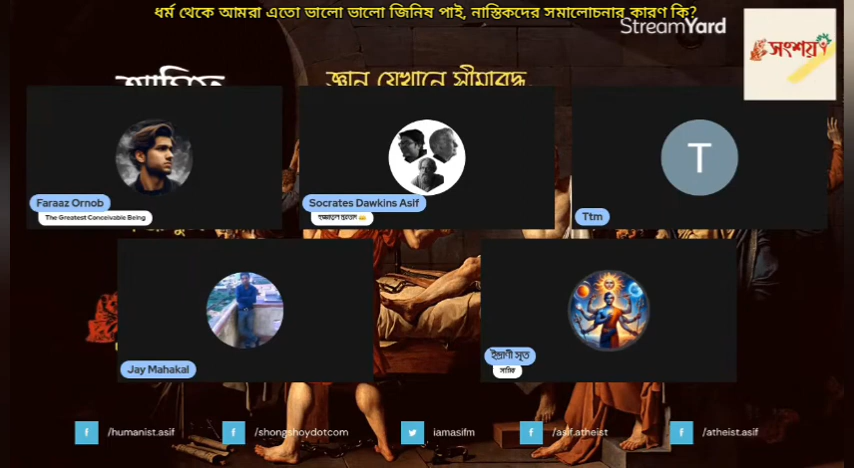 ধর্ম থেকে আমরা এতো ভালো ভালো জিনিষ পাই, নাস্তিকদের সমালোচনার কারণ কি?
StreamYard
সংশয়
জ্ঞান যেখানে সীমাবদ্ধ
Faraaz Ornob
The Greatest Conceivable Being
Socrates Dawkins Asif
T
Ttm
Jay Mahakal
ইন্দ্রাণী সূত
/humanist.asif
/shongshoydotcom
iamasifm
/asif.atheist
/atheist.asif